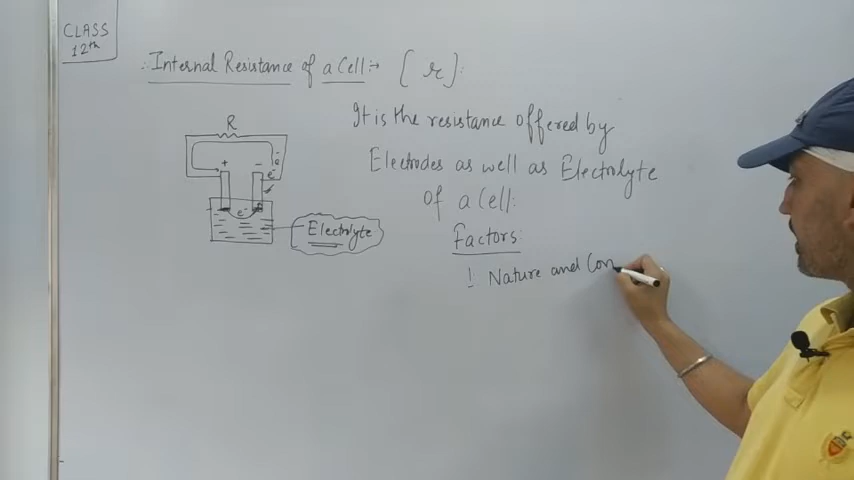 CLASS
12th
Internal Resistance of a Cell :→ [ r ] :
It is the resistance offered by
Electrodes as well as Electrolyte
of a Cell:
R
+ −
e-
e-
Electrolyte
Factors:
1 Nature and Con